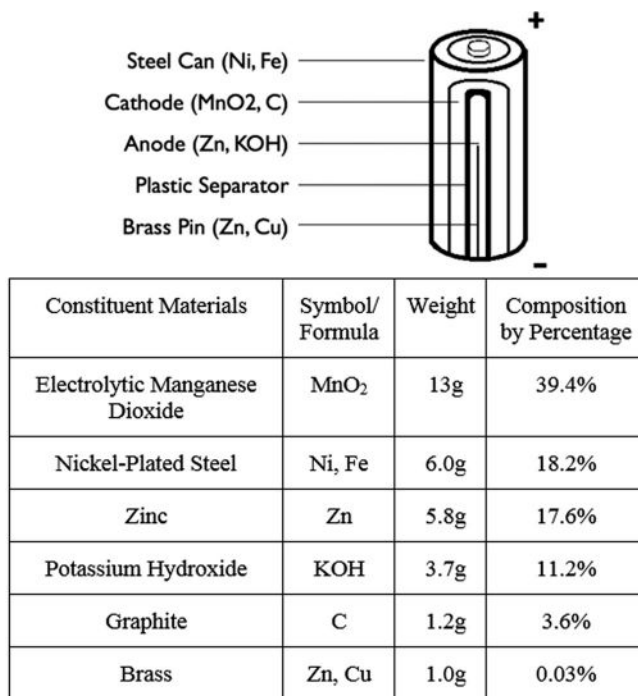 +
Steel Can (Ni, Fe)
Cathode (MnO2, C)
Anode (Zn, KOH)
Plastic Separator
Brass Pin (Zn, Cu)
-
Constituent Materials Symbol/ Weight Composition
Formula by Percentage
Electrolytic Manganese MnO₂ 13g 39.4%
Dioxide
Nickel-Plated Steel Ni, Fe 6.0g 18.2%
Zinc Zn 5.8g 17.6%
Potassium Hydroxide KOH 3.7g 11.2%
Graphite C 1.2g 3.6%
Brass Zn, Cu 1.0g 0.03%